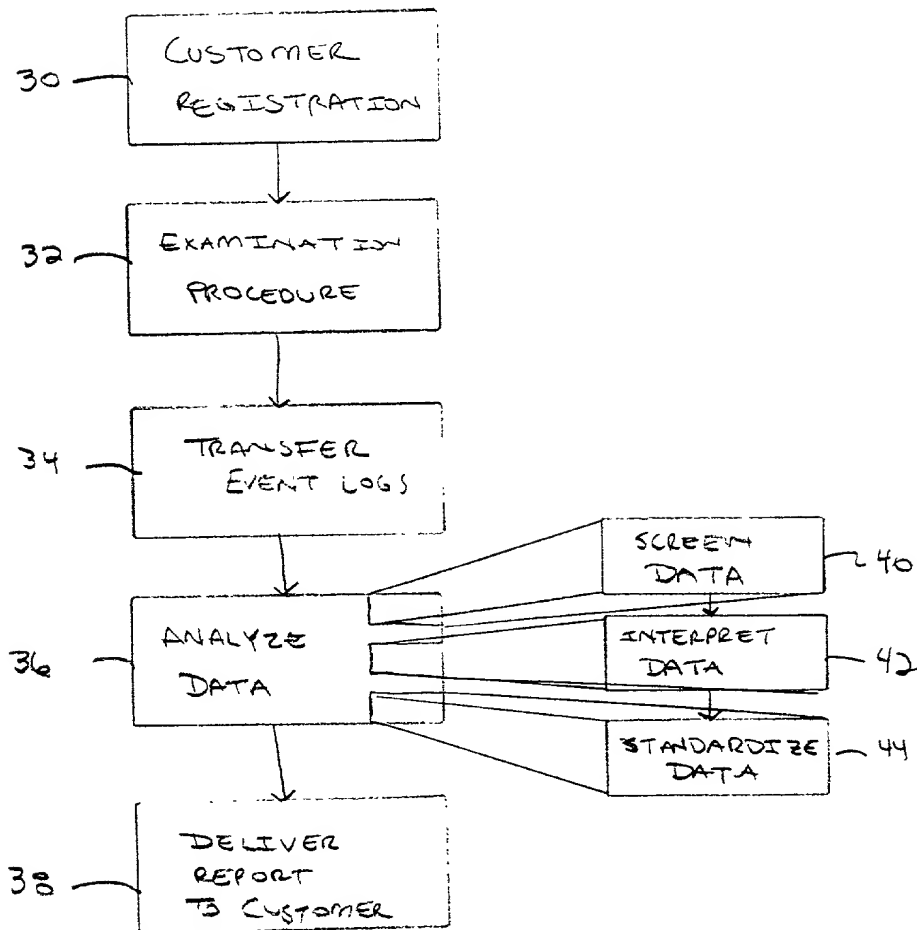 30
CUSTOMER
REGISTRATION
32
EXAMINATION
PROCEDURE
34
TRANSFER
EVENT LOGS
36
ANALYZE
DATA
SCREEN
DATA
40
INTERPRET
DATA
42
STANDARDIZE
DATA
44
38
DELIVER
REPORT
TO CUSTOMER